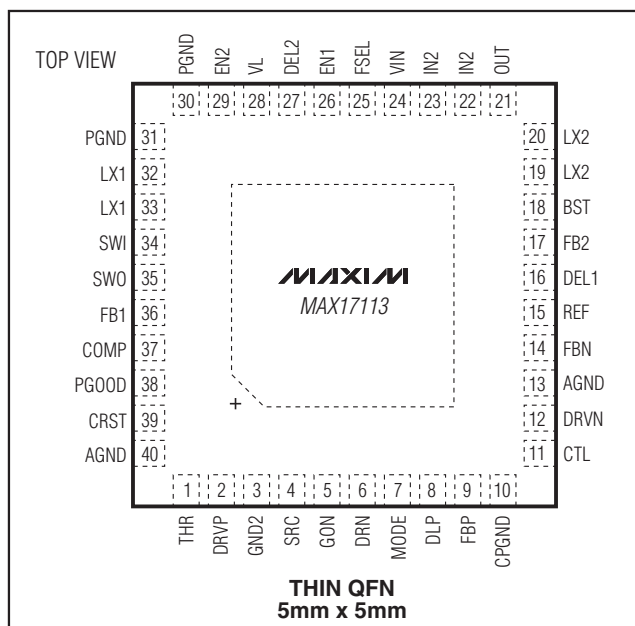 TOP VIEW
PGND EN2 VL DEL2 EN1 FSEL VIN IN2 IN2 OUT
30 29 28 27 26 25 24 23 22 21
PGND 31 20 LX2
LX1 32 19 LX2
LX1 33 18 BST
SWI 34 17 FB2
SWO 35 MAXIM 16 DEL1
FB1 36 MAX17113 15 REF
COMP 37 14 FBN
PGOOD 38 13 AGND
CRST 39 + 12 DRVN
AGND 40 11 CTL
1 2 3 4 5 6 7 8 9 10
THR DRVP GND2 SRC GON DRN MODE DLP FBP CPGND
THIN QFN
5mm x 5mm